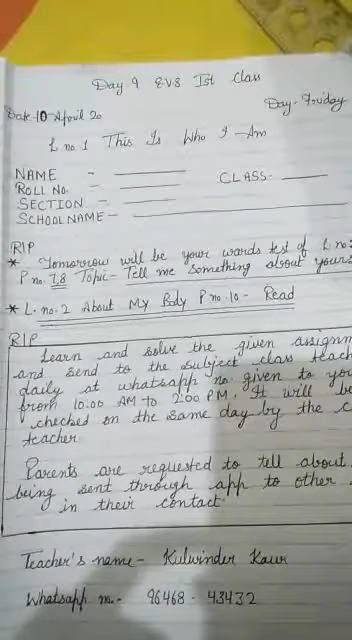 Day 9 EVS Ist Class
Date-10 April 20
Day-Friday
L no 1 This Is Who I-Am
NAME -
CLASS-
ROLL NO. -
SECTION -
SCHOOL NAME -
RIP
* Tomorrow will be your wards test of L no:
P no 7,8 Topic- Tell me something about yours
* L. no. 2 About My Body P no. 10 - Read
RIP
Learn and solve the given assignm
and send to the subject class teach
daily at whatsapp no given to yo
from 10:00 AM to 2:00 PM. It will be
checked on the same day by the c
teacher.
Parents are requested to tell about
being sent through app to other
in their contact.
Teacher's name- Kulwinder Kaur
Whatsapp no.- 96468-43432